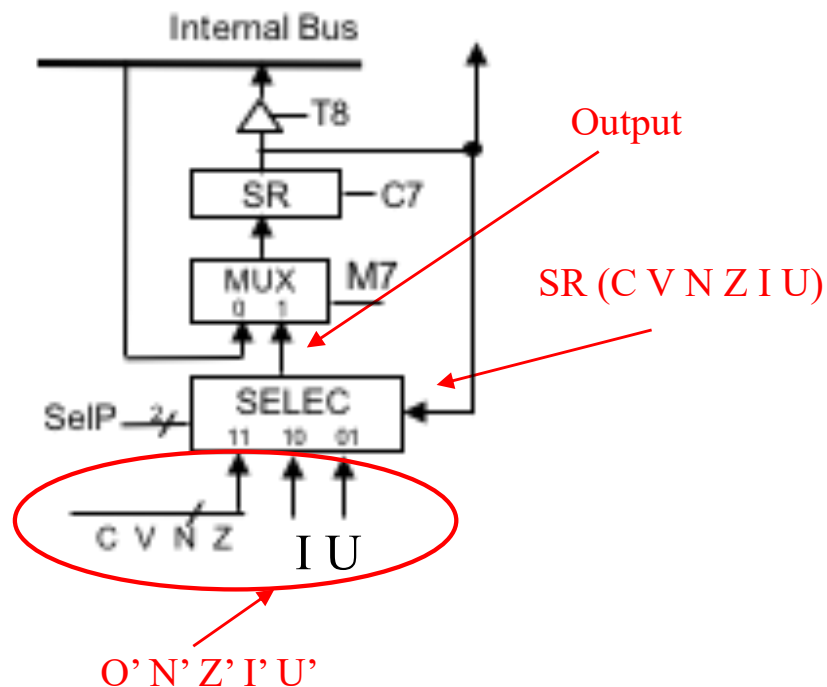 Internal Bus
T8
Output
SR
C7
MUX
M7
0 1
SR (C V N Z I U)
SELEC
SelP
2
11 10 01
C V N Z
I U
O’ N’ Z’ I’ U’